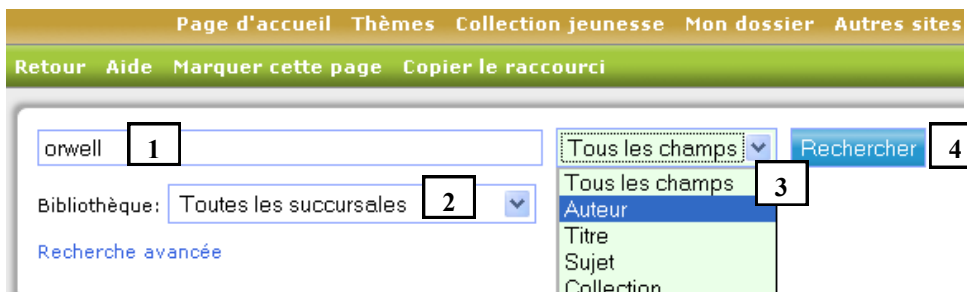 Page d'accueil Thèmes Collection jeunesse Mon dossier Autres sites
Retour Aide Marquer cette page Copier le raccourci
orwell 1 Tous les champs Rechercher 4
Tous les champs 3
Bibliothèque: Toutes les succursales 2 Auteur
Titre
Recherche avancée
Sujet
Collection